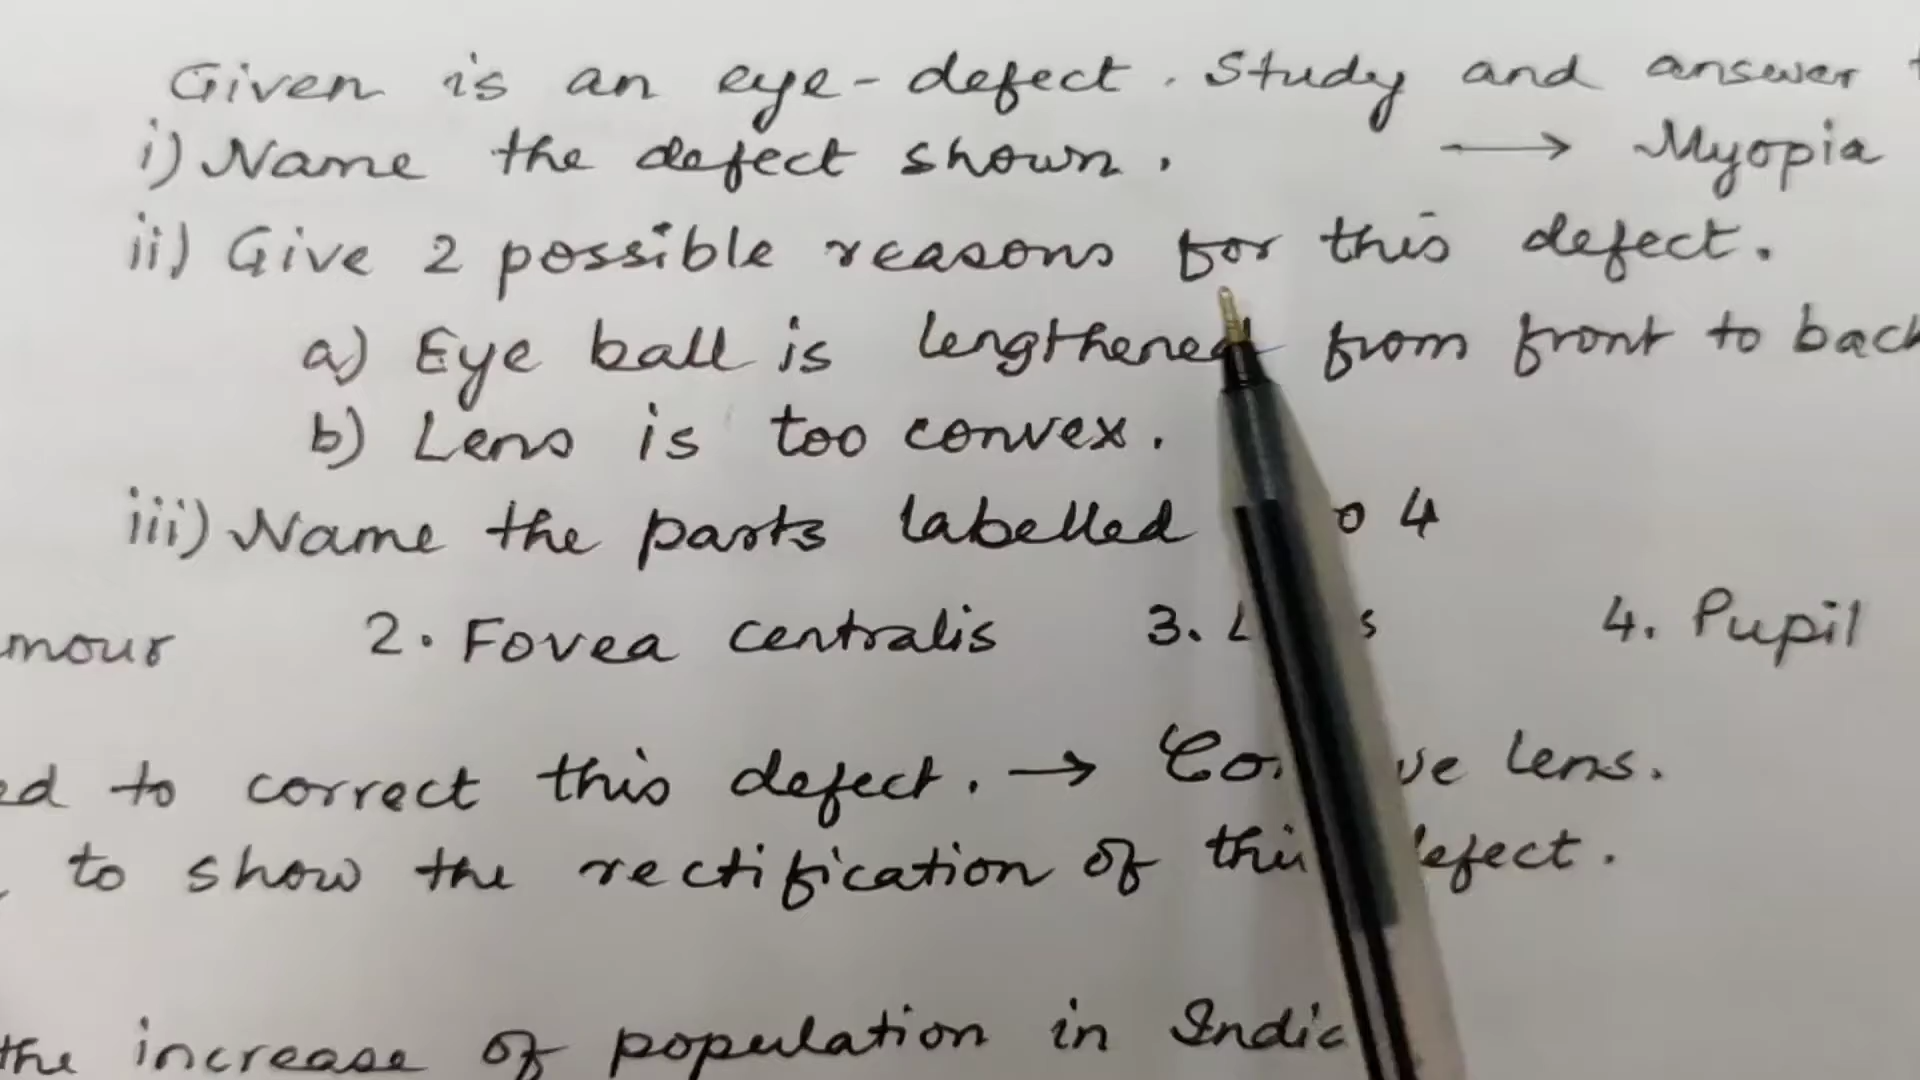 Given is an eye-defect. Study and answer
i) Name the defect shown. → Myopia
ii) Give 2 possible reasons for this defect.
a) Eye ball is lengthened from front to back
b) Lens is too convex.
iii) Name the parts labelled 4
2. Fovea centralis 3. 4. Pupil
to correct this defect. → lens.
to show the rectification of defect.
the increase of population in